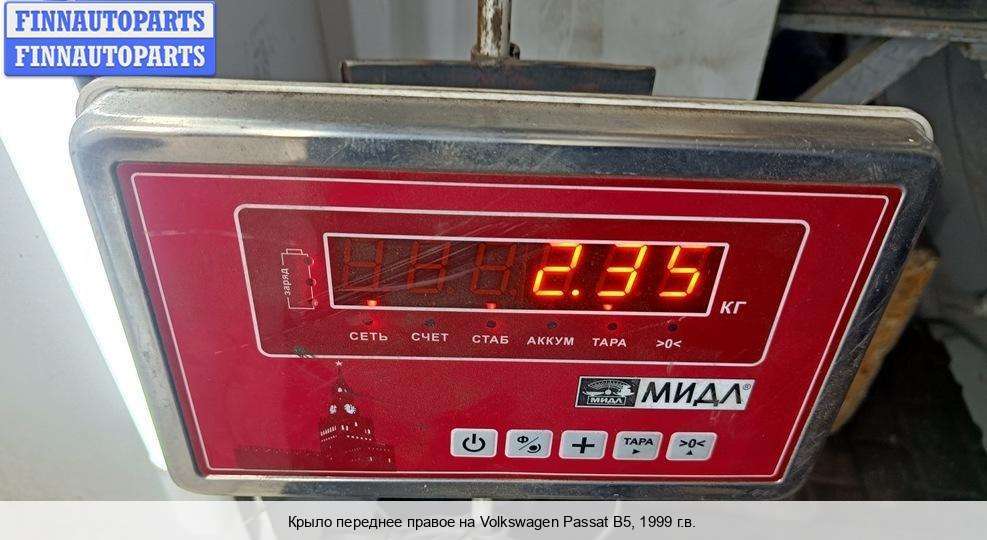 FINNAUTOPARTS
FINNAUTOPARTS
заряд
2.35
КГ
СЕТЬ СЧЕТ СТАБ АККУМ ТАРА >0<
МИДЛ МИДЛ®
Ф/ + ТАРА >0<
Крыло переднее правое на Volkswagen Passat B5, 1999 г.в.